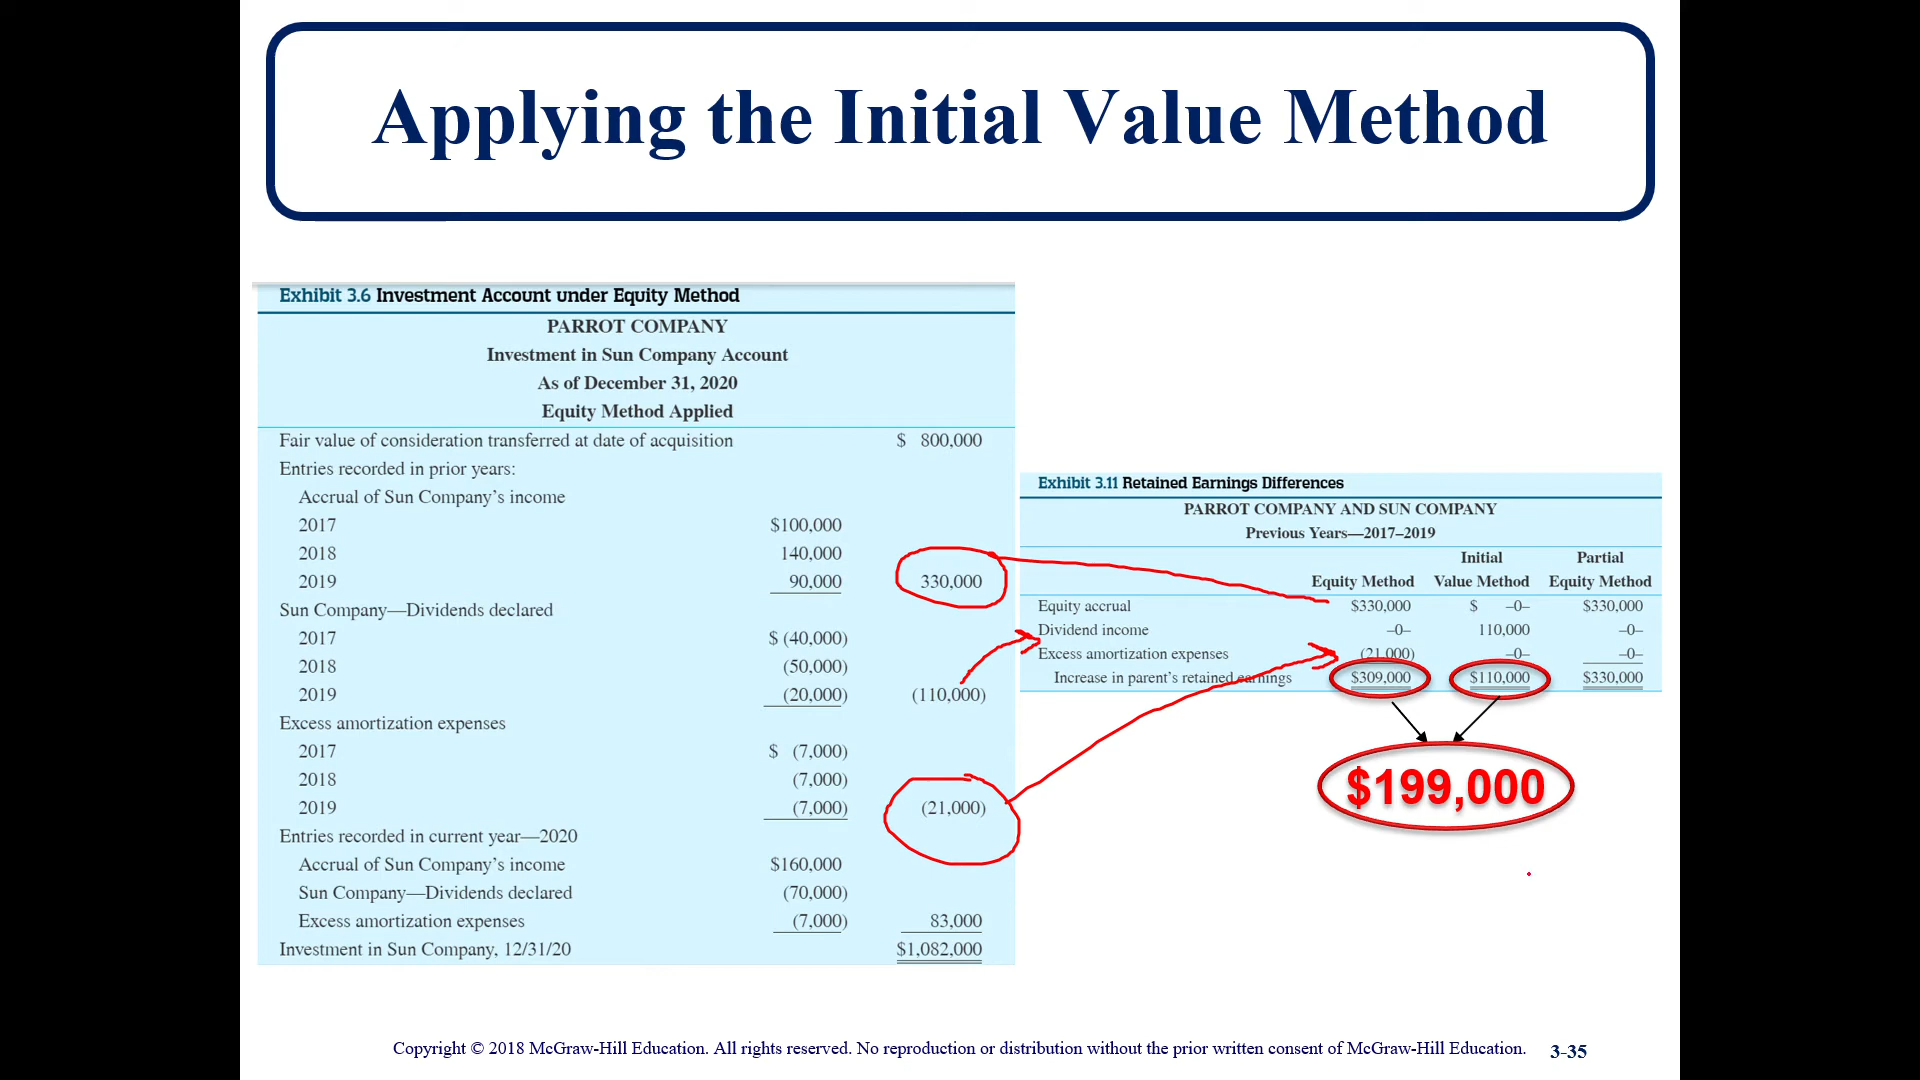 Applying the Initial Value Method
Exhibit 3.6 Investment Account under Equity Method
PARROT COMPANY
Investment in Sun Company Account
As of December 31, 2020
Equity Method Applied
Fair value of consideration transferred at date of acquisition $ 800,000
Entries recorded in prior years:
Accrual of Sun Company’s income
2017 $100,000
2018 140,000
2019 90,000 330,000
Sun Company—Dividends declared
2017 $ (40,000)
2018 (50,000)
2019 (20,000) (110,000)
Excess amortization expenses
2017 $ (7,000)
2018 (7,000)
2019 (7,000) (21,000)
Entries recorded in current year—2020
Accrual of Sun Company’s income $160,000
Sun Company—Dividends declared (70,000)
Excess amortization expenses (7,000) 83,000
Investment in Sun Company, 12/31/20 $1,082,000
Exhibit 3.11 Retained Earnings Differences
PARROT COMPANY AND SUN COMPANY
Previous Years—2017–2019
Initial Partial
Equity Method Value Method Equity Method
Equity accrual $330,000 $ –0– $330,000
Dividend income –0– 110,000 –0–
Excess amortization expenses (21,000) –0– –0–
Increase in parent’s retained earnings $309,000 $110,000 $330,000
$199,000
Copyright © 2018 McGraw-Hill Education. All rights reserved. No reproduction or distribution without the prior written consent of McGraw-Hill Education. 3-35